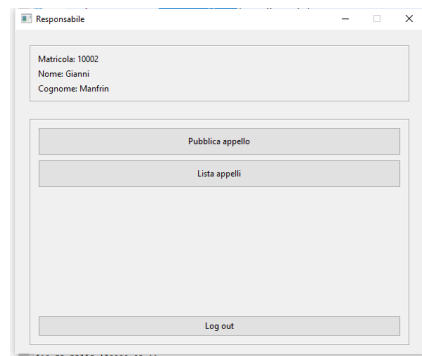 Responsabile
Matricola: 10002
Nome: Gianni
Cognome: Manfrin
Pubblica appello
Lista appelli
Log out